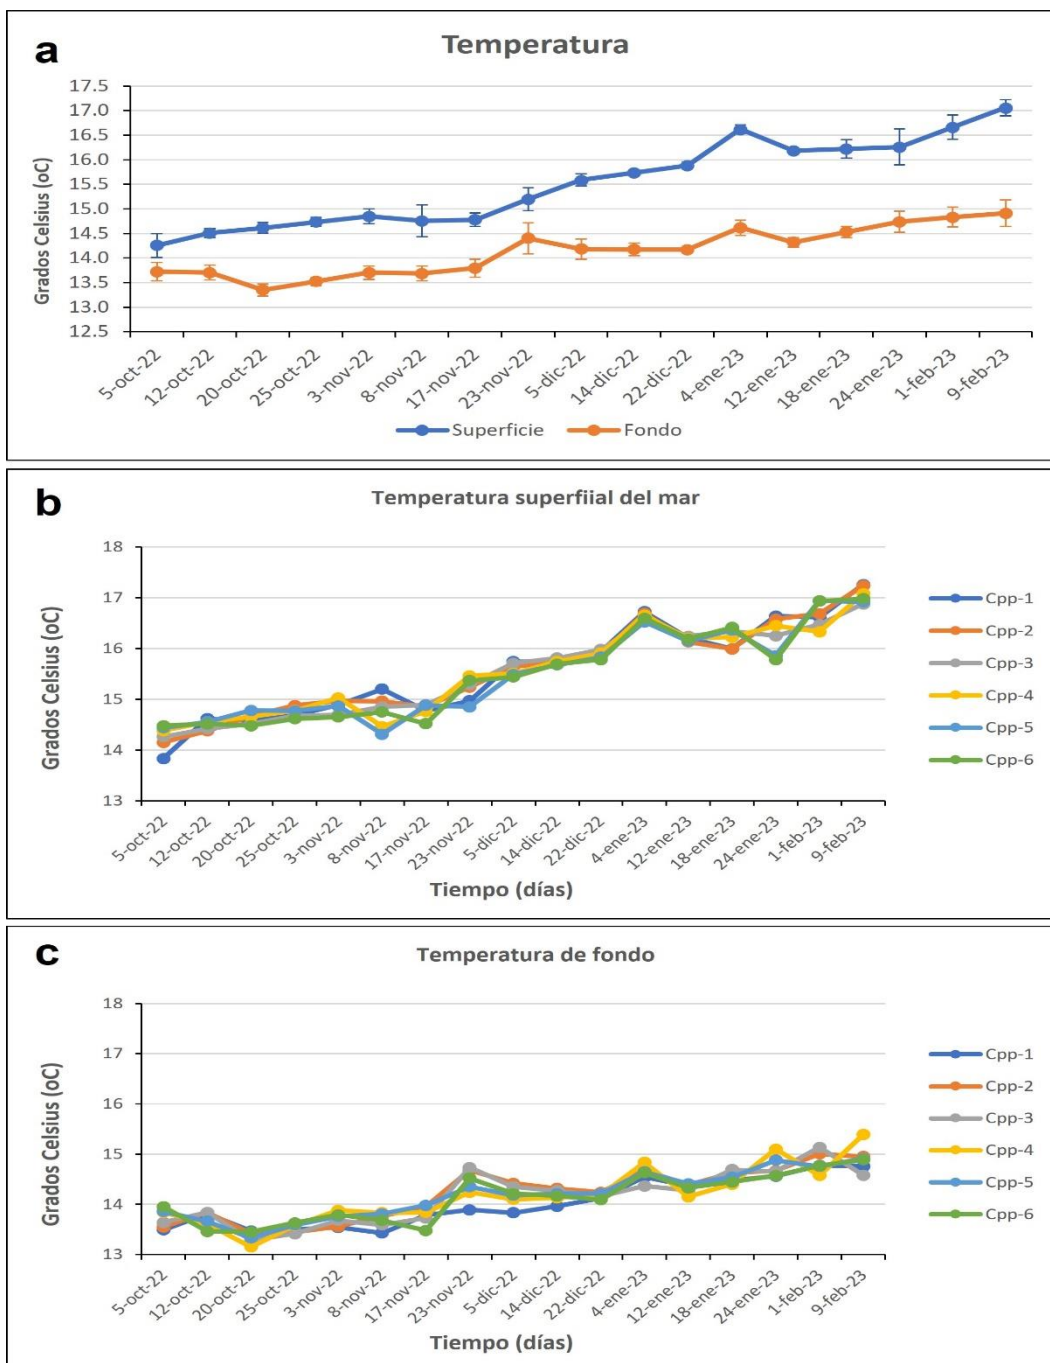 a
Temperatura
Grados Celsius (oC)
17.5
17.0
16.5
16.0
15.5
15.0
14.5
14.0
13.5
13.0
12.5
5-oct-22
12-oct-22
20-oct-22
25-oct-22
3-nov-22
8-nov-22
17-nov-22
23-nov-22
5-dic-22
14-dic-22
22-dic-22
4-ene-23
12-ene-23
18-ene-23
24-ene-23
1-feb-23
9-feb-23
Superficie
Fondo
b
Temperatura superfiial del mar
Grados Celsius (oC)
18
17
16
15
14
13
5-oct-22
12-oct-22
20-oct-22
25-oct-22
3-nov-22
8-nov-22
17-nov-22
23-nov-22
5-dic-22
14-dic-22
22-dic-22
4-ene-23
12-ene-23
18-ene-23
24-ene-23
1-feb-23
9-feb-23
Tiempo (días)
Cpp-1
Cpp-2
Cpp-3
Cpp-4
Cpp-5
Cpp-6
c
Temperatura de fondo
Grados Celsius (oC)
18
17
16
15
14
13
5-oct-22
12-oct-22
20-oct-22
25-oct-22
3-nov-22
8-nov-22
17-nov-22
23-nov-22
5-dic-22
14-dic-22
22-dic-22
4-ene-23
12-ene-23
18-ene-23
24-ene-23
1-feb-23
9-feb-23
Tiempo (días)
Cpp-1
Cpp-2
Cpp-3
Cpp-4
Cpp-5
Cpp-6